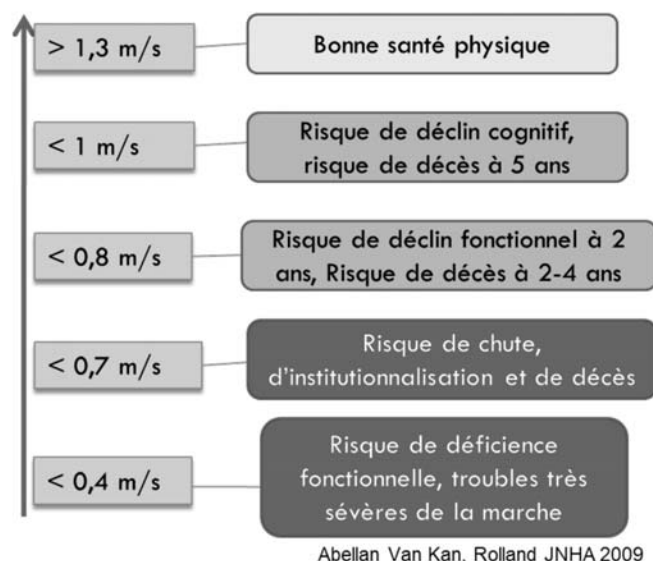 > 1,3 m/s
Bonne santé physique
< 1 m/s
Risque de déclin cognitif,
risque de décès à 5 ans
< 0,8 m/s
Risque de déclin fonctionnel à 2
ans, Risque de décès à 2-4 ans
< 0,7 m/s
Risque de chute,
d'institutionnalisation et de décès
< 0,4 m/s
Risque de déficience
fonctionnelle, troubles très
sévères de la marche
Abellan Van Kan, Rolland JNHA 2009